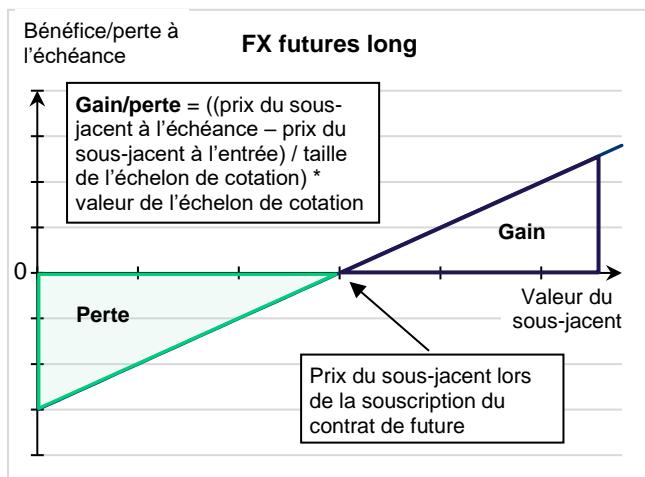 Bénéfice/perte à
l'échéance
FX futures long
Gain/perte = ((prix du sous-
jacent à l'échéance – prix du
sous-jacent à l'entrée) / taille
de l'échelon de cotation) *
valeur de l'échelon de cotation
Gain
0
Valeur du
sous-jacent
Perte
Prix du sous-jacent lors
de la souscription du
contrat de future